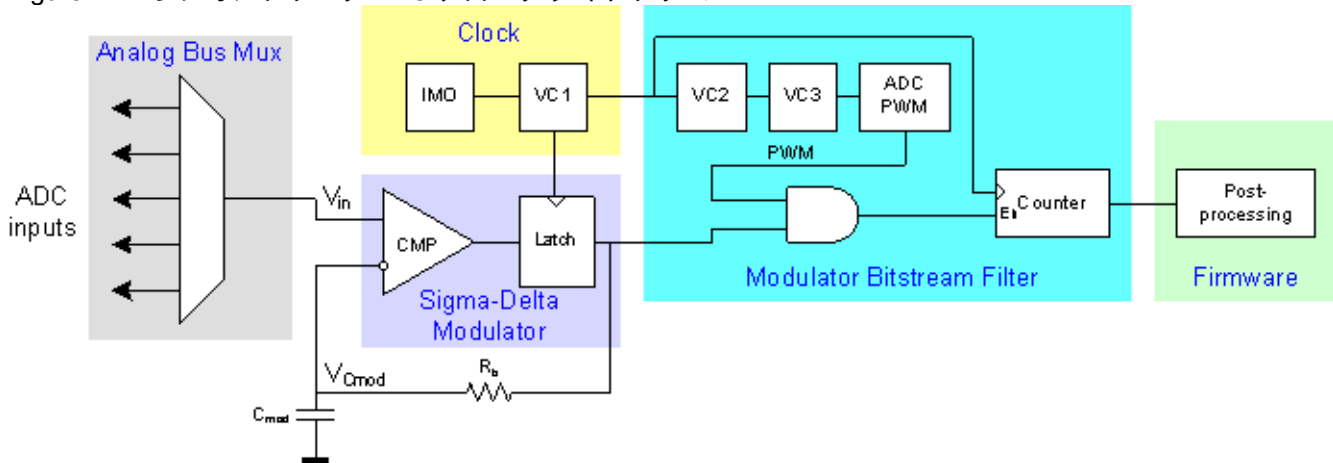 Analog Bus Mux
ADC
inputs
Clock
IMO
VC1
VC2
VC3
ADC
PWM
PWM
Vin
CMP
Latch
Sigma-Delta
Modulator
En
Counter
Modulator Bitstream Filter
Post-
processing
Firmware
VCmod
Rb
Cmod